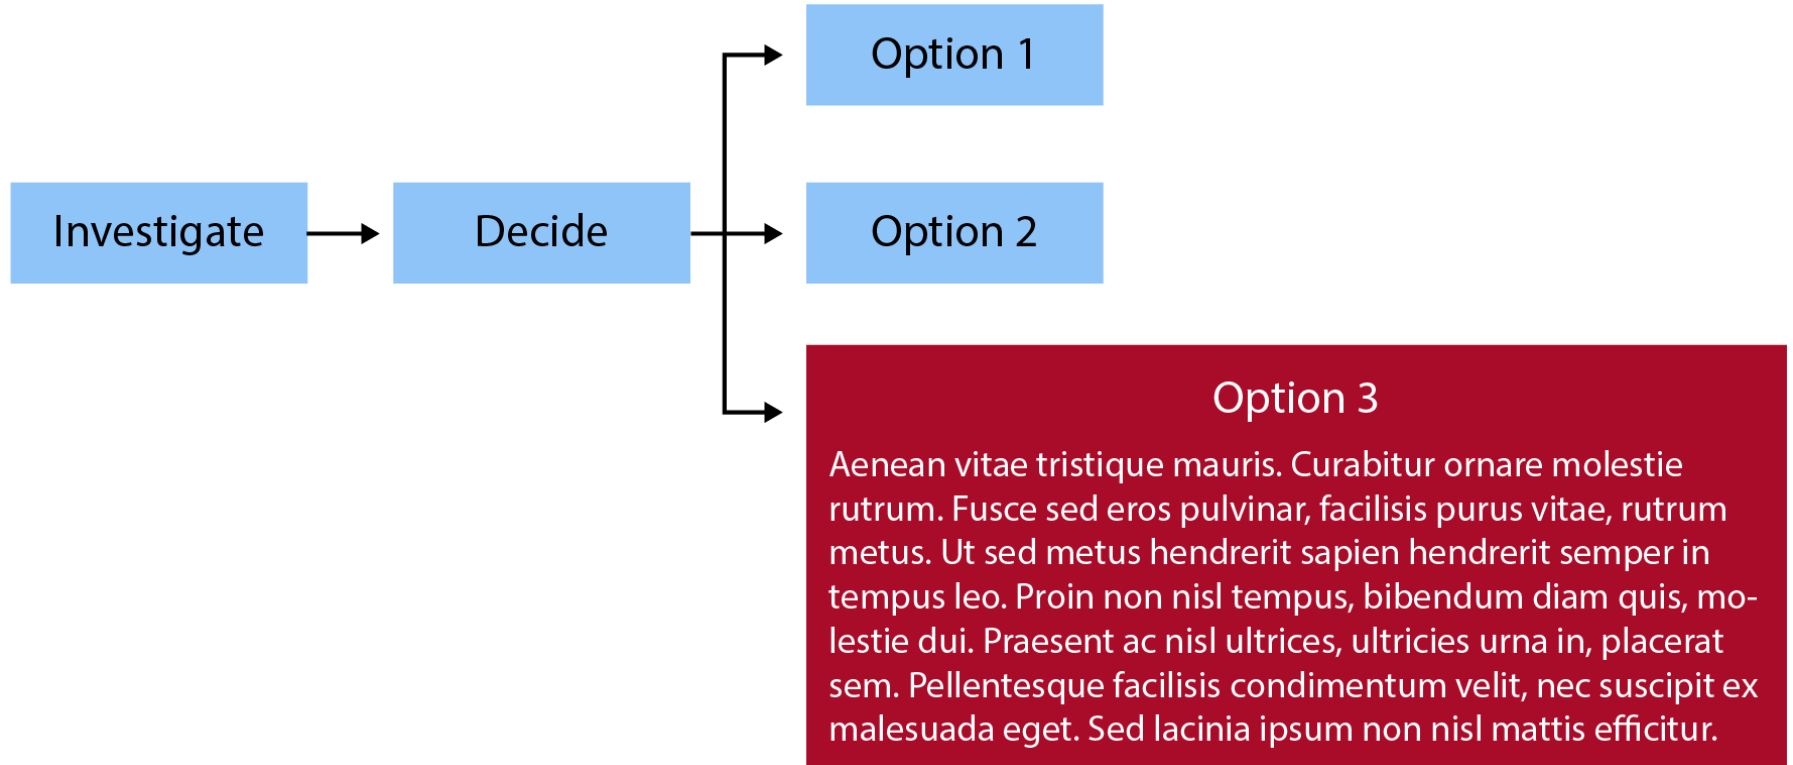 Option 1
Investigate
Decide
Option 2
Option 3
Aenean vitae tristique mauris. Curabitur ornare molestie
rutrum. Fusce sed eros pulvinar, facilisis purus vitae, rutrum
metus. Ut sed metus hendrerit sapien hendrerit semper in
tempus leo. Proin non nisl tempus, bibendum diam quis, mo-
lestie dui. Praesent ac nisl ultrices, ultricies urna in, placerat
sem. Pellentesque facilisis condimentum velit, nec suscipit ex
malesuada eget. Sed lacinia ipsum non nisl mattis efficitur.